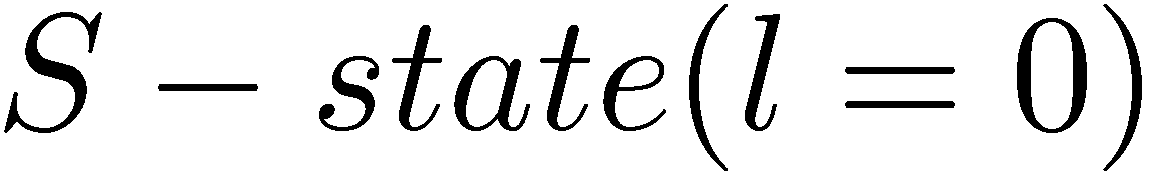 S − state(l = 0)